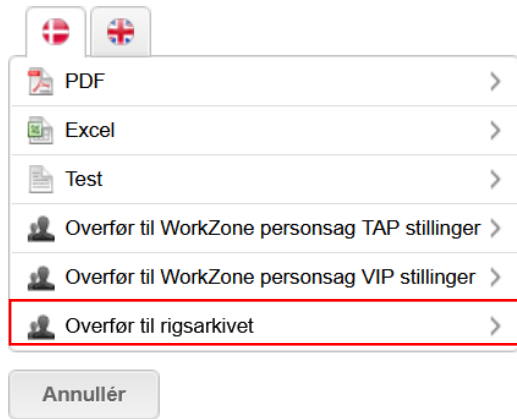 PDF
Excel
Test
Overfør til WorkZone personsag TAP stillinger
Overfør til WorkZone personsag VIP stillinger
Overfør til rigsarkivet
Annullér